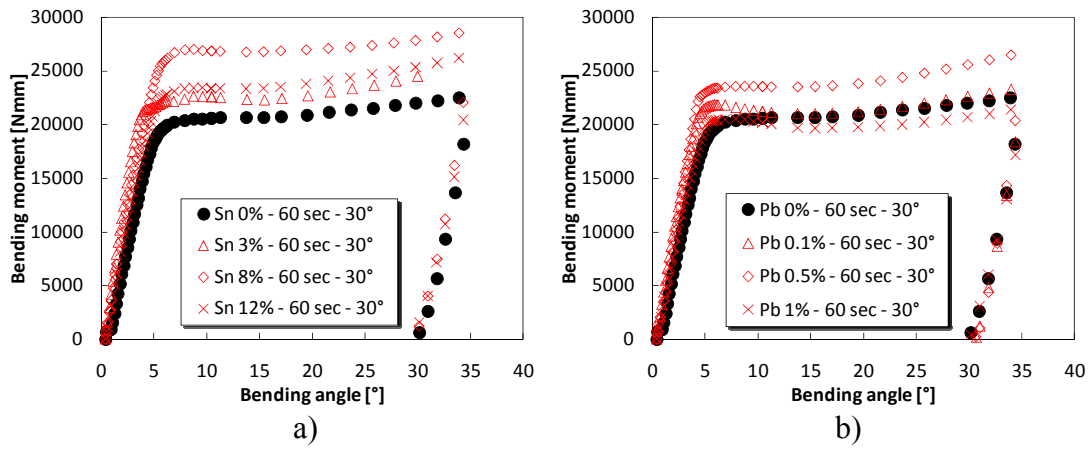 30000
25000
20000
15000
10000
5000
0
Bending moment [Nmm]
Sn 0% - 60 sec - 30°
Sn 3% - 60 sec - 30°
Sn 8% - 60 sec - 30°
Sn 12% - 60 sec - 30°
0 5 10 15 20 25 30 35 40
Bending angle [°]
a)
30000
25000
20000
15000
10000
5000
0
Bending moment [Nmm]
Pb 0% - 60 sec - 30°
Pb 0.1% - 60 sec - 30°
Pb 0.5% - 60 sec - 30°
Pb 1% - 60 sec - 30°
0 5 10 15 20 25 30 35 40
Bending angle [°]
b)